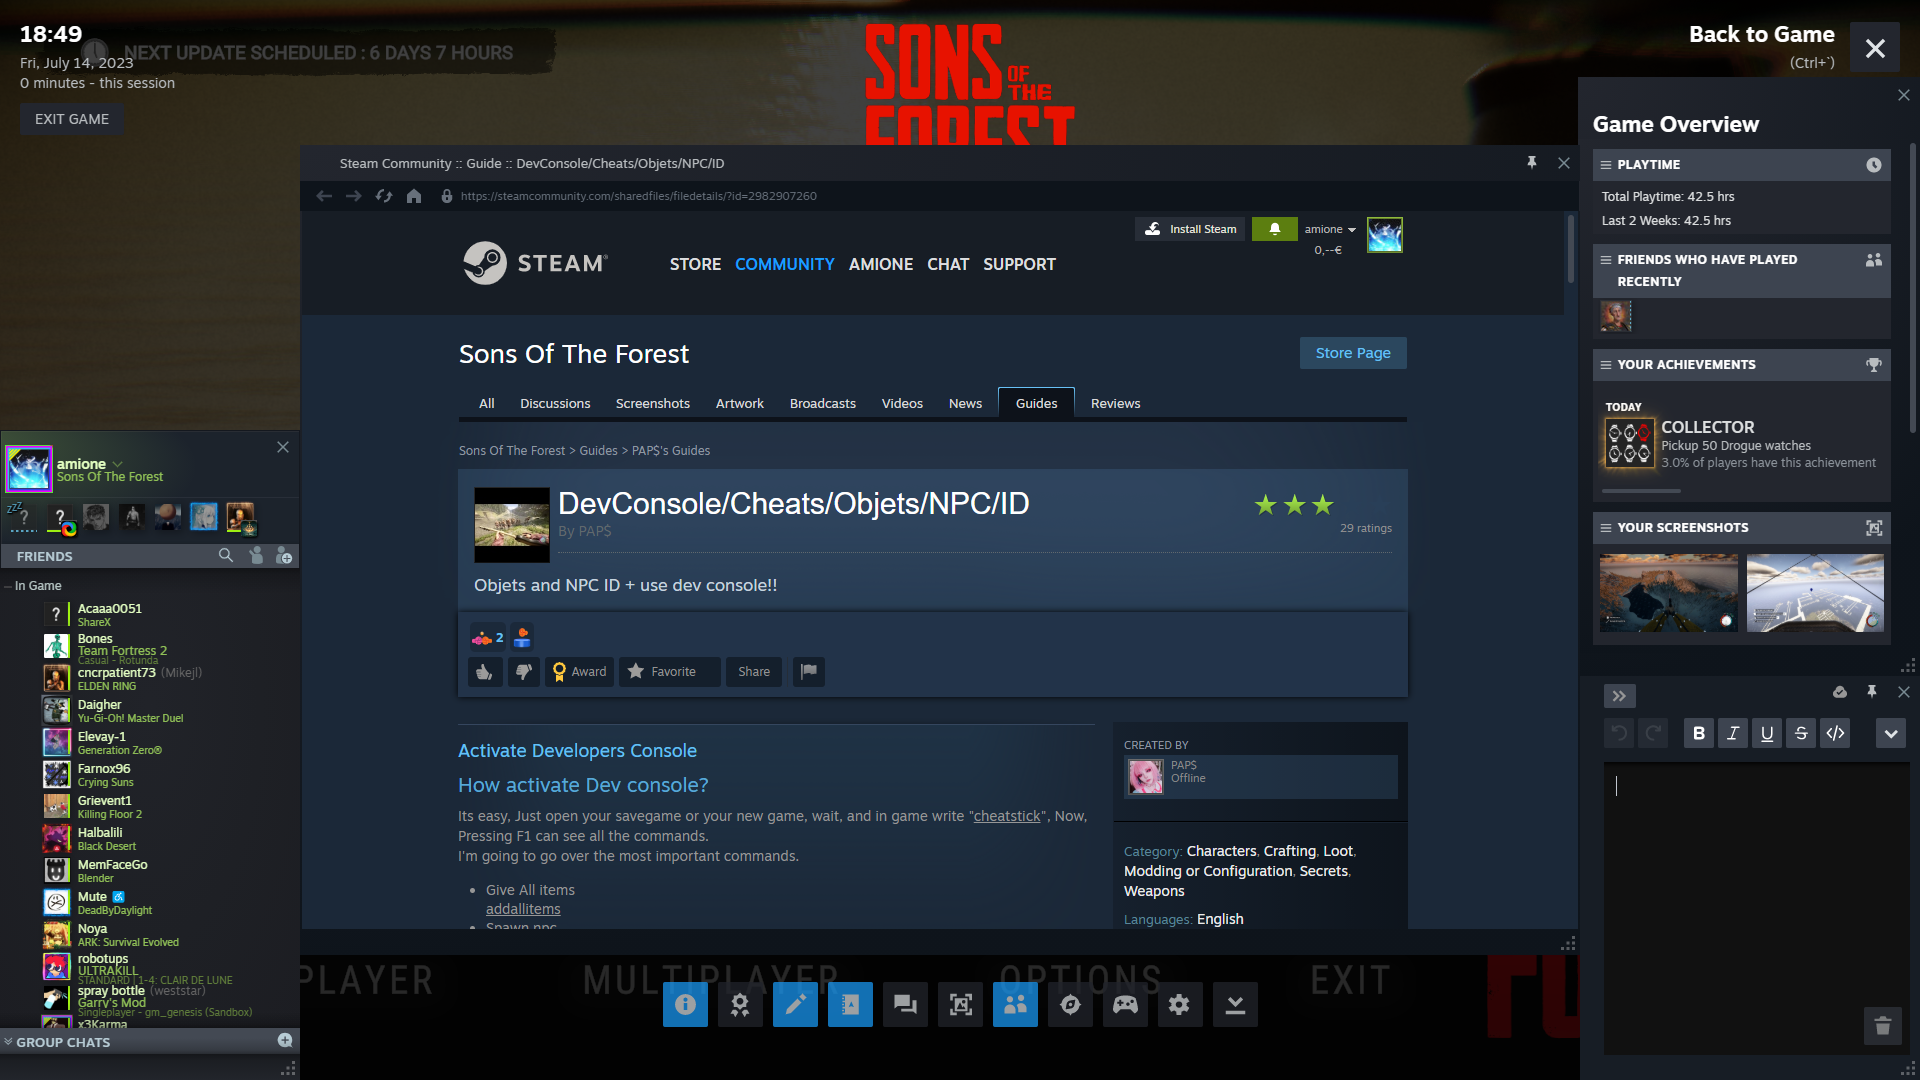 18:49
NEXT UPDATE SCHEDULED : 6 DAYS 7 HOURS
Fri, July 14, 2023
0 minutes - this session
EXIT GAME
SONS OF THE FOREST
Back to Game
(Ctrl+`)
Steam Community :: Guide :: DevConsole/Cheats/Objets/NPC/ID
https://steamcommunity.com/sharedfiles/filedetails/?id=2982907260
Install Steam
amione
0,--€
STEAM®
STORE COMMUNITY AMIONE CHAT SUPPORT
Sons Of The Forest
Store Page
All Discussions Screenshots Artwork Broadcasts Videos News Guides Reviews
Sons Of The Forest > Guides > PAP$'s Guides
DevConsole/Cheats/Objets/NPC/ID
By PAP$
29 ratings
Objets and NPC ID + use dev console!!
2
Award
Favorite
Share
Activate Developers Console
How activate Dev console?
Its easy, Just open your savegame or your new game, wait, and in game write "cheatstick", Now,
Pressing F1 can see all the commands.
I'm going to go over the most important commands.
• Give All items
addallitems
• Spawn npc
CREATED BY
PAP$
Offline
Category: Characters, Crafting, Loot,
Modding or Configuration, Secrets,
Weapons
Languages: English
amione
Sons Of The Forest
zzZ
?
?
FRIENDS
In Game
?
Acaaa0051
ShareX
Bones
Team Fortress 2
Casual - Rotunda
cncrpatient73 (Mikejl)
ELDEN RING
Daigher
Yu-Gi-Oh! Master Duel
Elevay-1
Generation Zero®
Farnox96
Crying Suns
Grievent1
Killing Floor 2
Halbalili
Black Desert
MemFaceGo
Blender
Mute
DeadByDaylight
Noya
ARK: Survival Evolved
robotups
ULTRAKILL
STANDARD | 1-4: CLAIR DE LUNE
spray bottle (weststar)
Garry's Mod
Singleplayer - gm_genesis (Sandbox)
x3Karma
GROUP CHATS
Game Overview
PLAYTIME
Total Playtime: 42.5 hrs
Last 2 Weeks: 42.5 hrs
FRIENDS WHO HAVE PLAYED
RECENTLY
YOUR ACHIEVEMENTS
TODAY
COLLECTOR
Pickup 50 Drogue watches
3.0% of players have this achievement
YOUR SCREENSHOTS
B I U S </>
PLAYER MULTIPLAYER OPTIONS EXIT